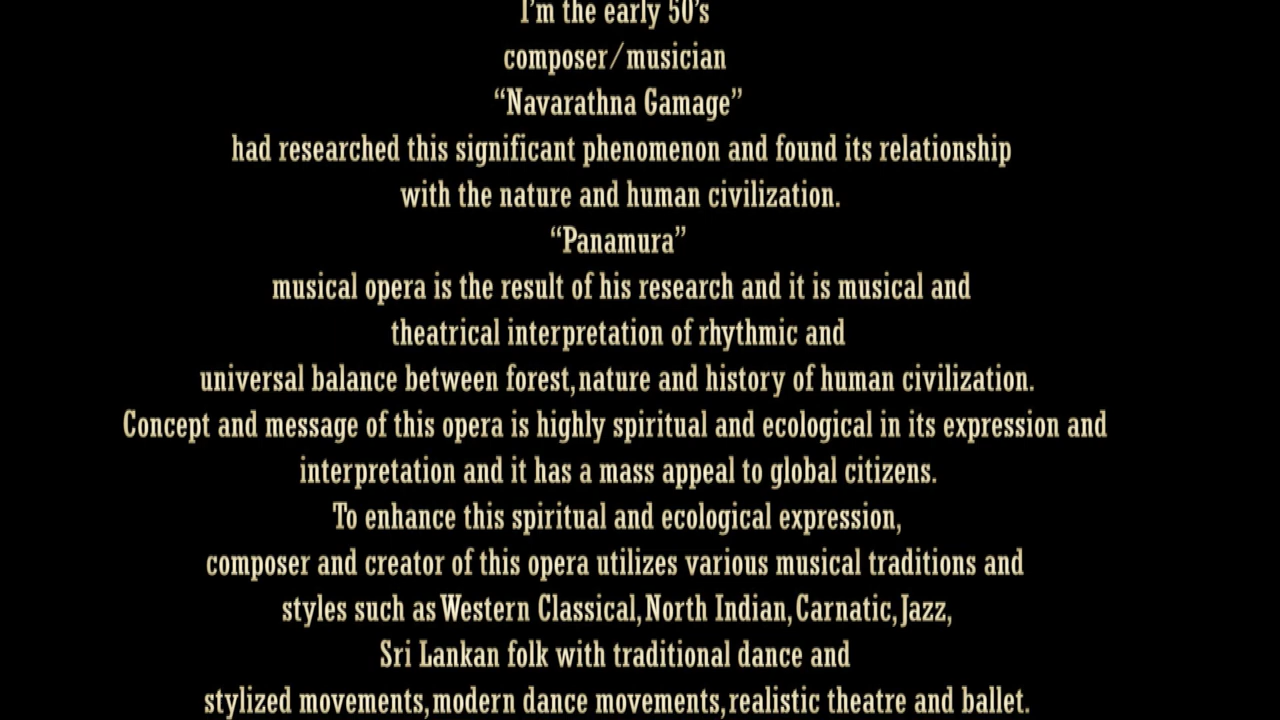 I'm the early 50's
composer/musician
“Navarathna Gamage”
had researched this significant phenomenon and found its relationship
with the nature and human civilization.
“Panamura”
musical opera is the result of his research and it is musical and
theatrical interpretation of rhythmic and
universal balance between forest,nature and history of human civilization.
Concept and message of this opera is highly spiritual and ecological in its expression and
interpretation and it has a mass appeal to global citizens.
To enhance this spiritual and ecological expression,
composer and creator of this opera utilizes various musical traditions and
styles such as Western Classical,North Indian,Carnatic,Jazz,
Sri Lankan folk with traditional dance and
stylized movements,modern dance movements,realistic theatre and ballet.